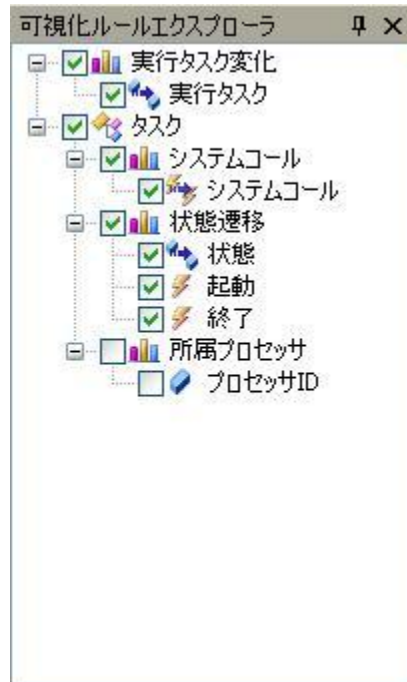 可視化ルールエクスプローラ
実行タスク変化
実行タスク
タスク
システムコール
システムコール
状態遷移
状態
起動
終了
所属プロセッサ
プロセッサID